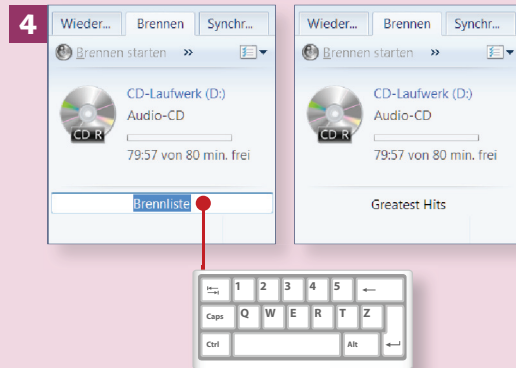 4
Wieder... Brennen Synchr...
Brennen starten »
CD-Laufwerk (D:)
Audio-CD
CD R
79:57 von 80 min. frei
Brennliste
Wieder... Brennen Synchr...
Brennen starten »
CD-Laufwerk (D:)
Audio-CD
CD R
79:57 von 80 min. frei
Greatest Hits
1 2 3 4 5
Caps Q W E R T Z
Ctrl Alt